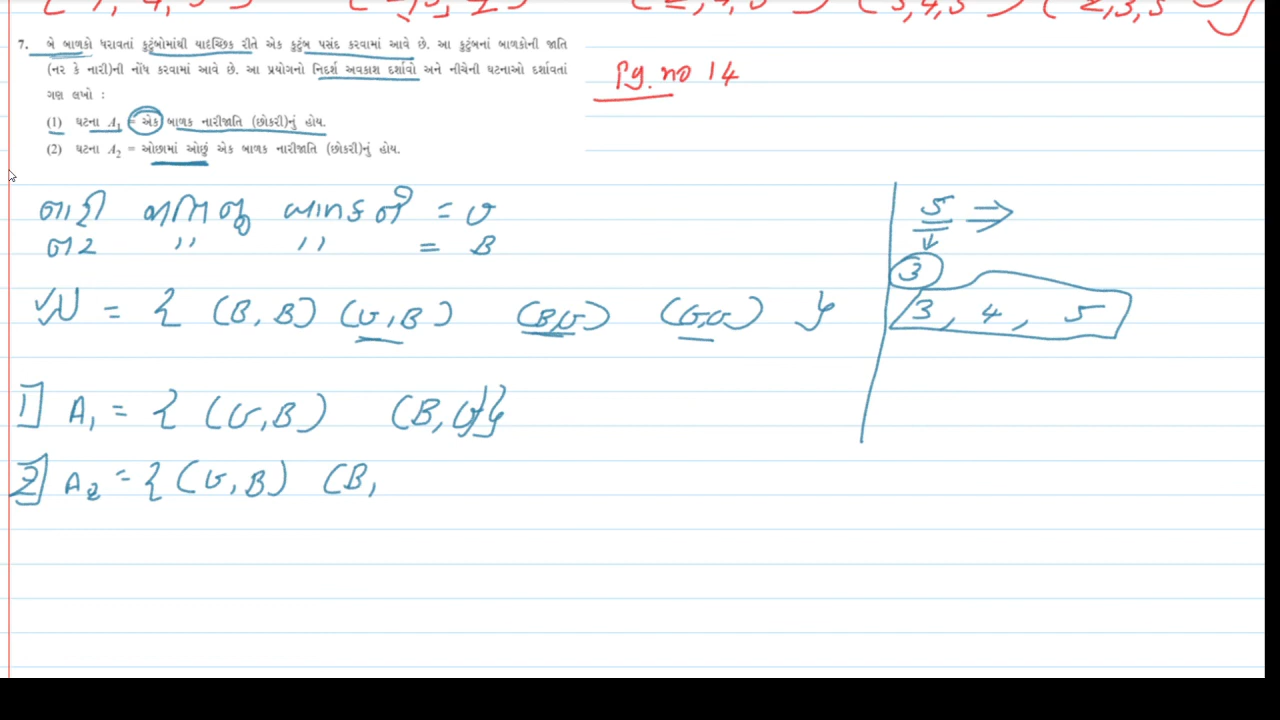 7. બે બાળકો ધરાવતાં કુટુંબોમાંથી યાદચ્છિક રીતે એક કુટુંબ પસંદ કરવામાં આવે છે. આ કુટુંબનાં બાળકોની જાતિ
(નર કે નારી)ની નોંધ કરવામાં આવે છે. આ પ્રયોગનો નિદર્શ અવકાશ દર્શાવો અને નીચેની ઘટનાઓ દર્શાવતાં
ગણ લખો :
Pg. no 14
(1) ઘટના A₁ = એક બાળક નારીજાતિ (છોકરી)નું હોય.
(2) ઘટના A₂ = ઓછામાં ઓછું એક બાળક નારીજાતિ (છોકરી)નું હોય.
નારી જાતિનું બાળકની = G
નર " " = B
5 ⇒
↓
3
U = { (B, B) (G, B) (B,G) (G,G) }
3, 4, 5
1] A₁ = { (G, B) (B, G)}
2] A₂ = { (G, B) (B,